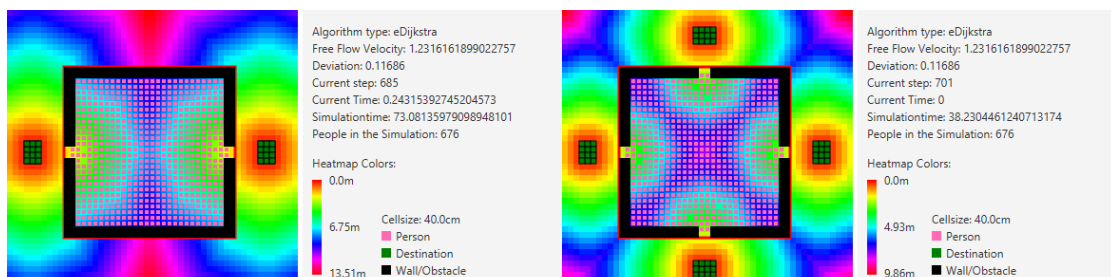 Algorithm type: eDijkstra
Free Flow Velocity: 1.2316161899022757
Deviation: 0.11686
Current step: 685
Current Time: 0.24315392745204573
Simulationtime: 73.08135979098948101
People in the Simulation: 676
Heatmap Colors:
0.0m
6.75m
13.51m
Cellsize: 40.0cm
Person
Destination
Wall/Obstacle
Algorithm type: eDijkstra
Free Flow Velocity: 1.2316161899022757
Deviation: 0.11686
Current step: 701
Current Time: 0
Simulationtime: 38.2304461240713174
People in the Simulation: 676
Heatmap Colors:
0.0m
4.93m
9.86m
Cellsize: 40.0cm
Person
Destination
Wall/Obstacle